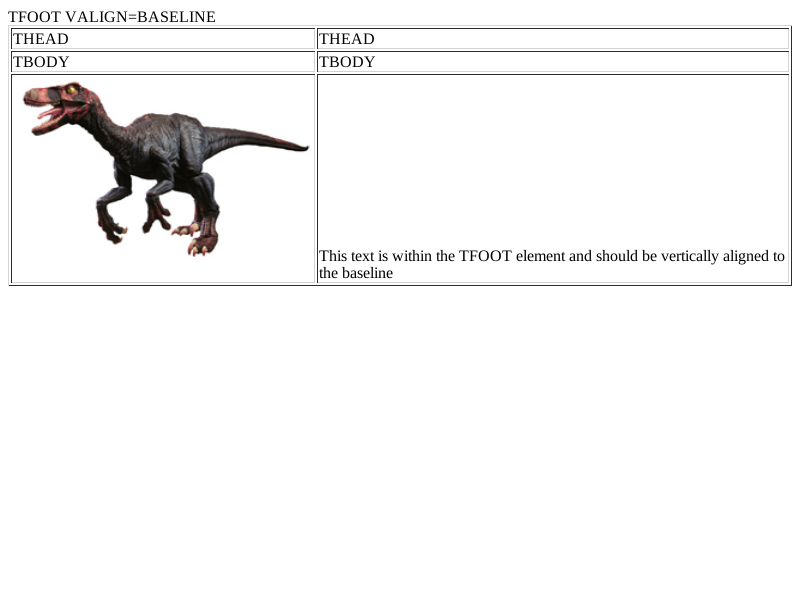 TFOOT VALIGN=BASELINE
THEAD THEAD
TBODY TBODY
This text is within the TFOOT element and should be vertically aligned to
the baseline